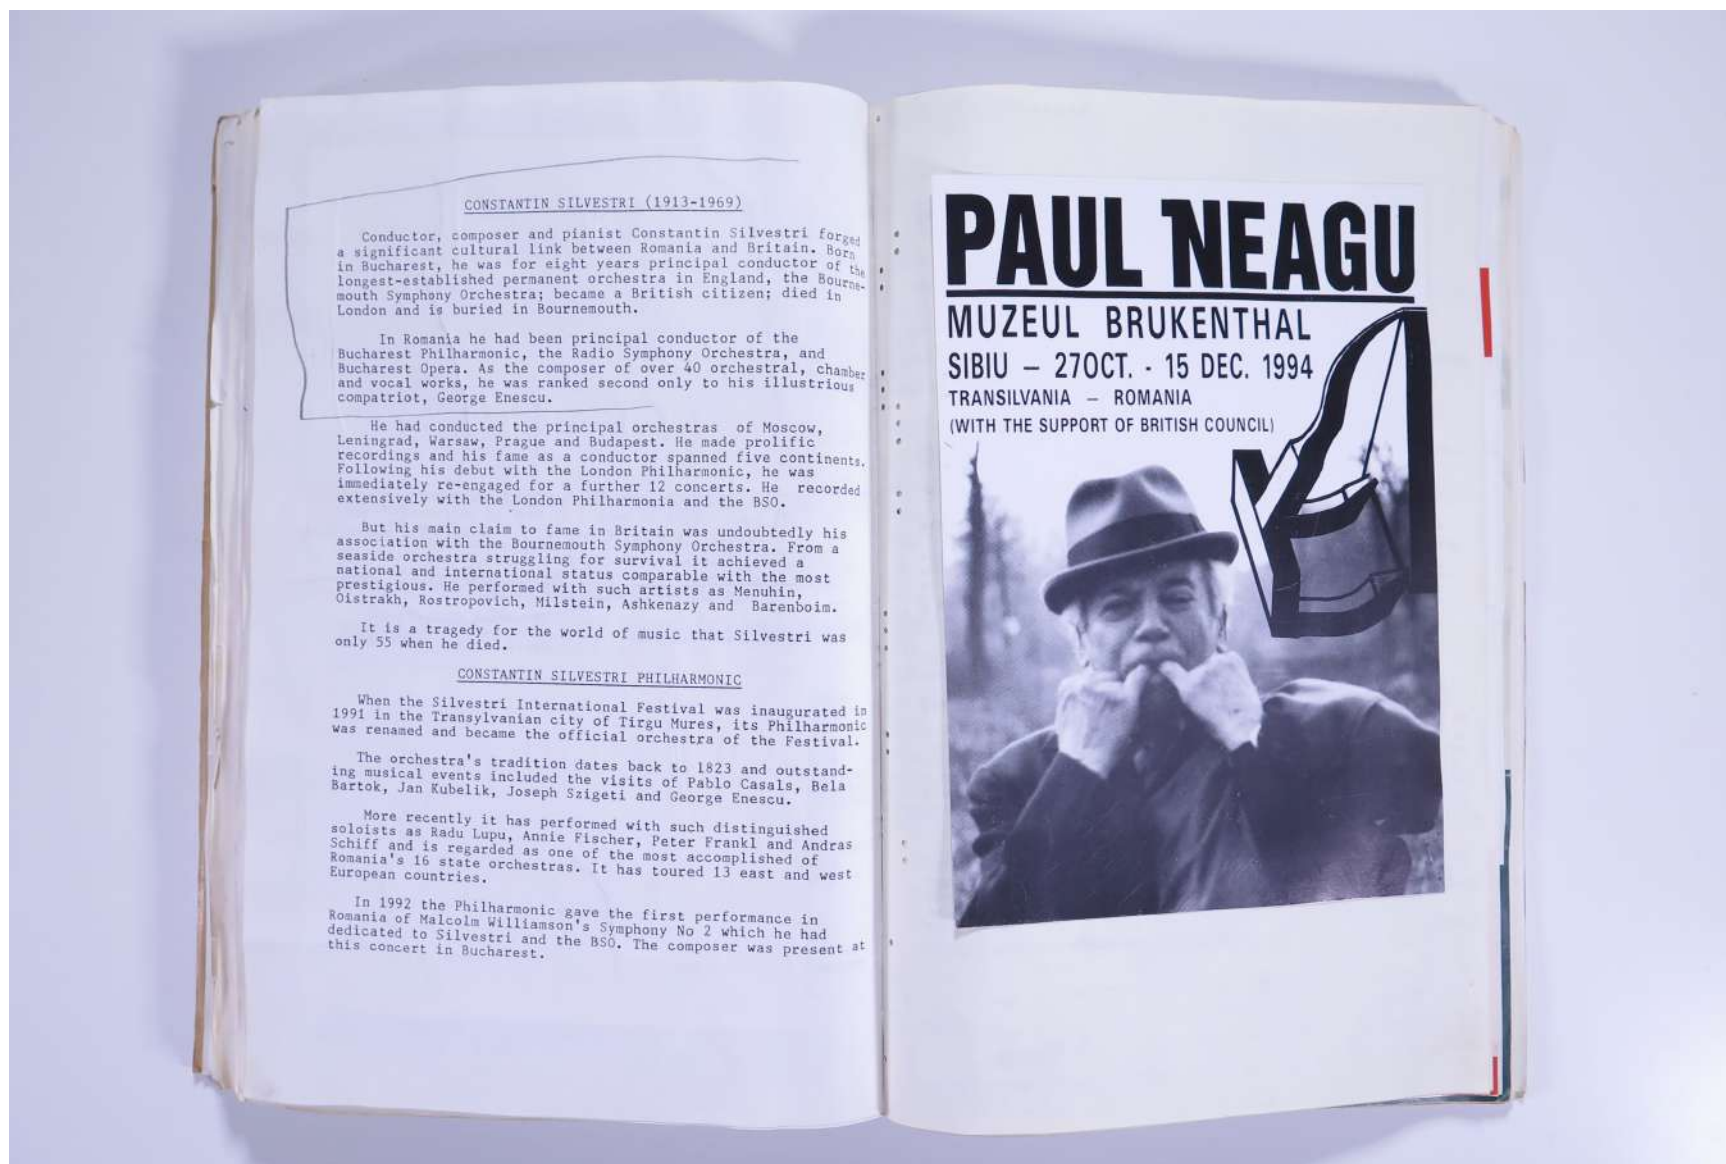 CONSTANTIN SILVESTRI (1913-1969)
Conductor, composer and pianist Constantin Silvestri forged
a significant cultural link between Romania and Britain. Born
in Bucharest, he was for eight years principal conductor of the
longest-established permanent orchestra in England, the Bourne-
mouth Symphony Orchestra; became a British citizen; died in
London and is buried in Bournemouth.
In Romania he had been principal conductor of the
Bucharest Philharmonic, the Radio Symphony Orchestra, and
Bucharest Opera. As the composer of over 40 orchestral, chamber
and vocal works, he was ranked second only to his illustrious
compatriot, George Enescu.
He had conducted the principal orchestras of Moscow,
Leningrad, Warsaw, Prague and Budapest. He made prolific
recordings and his fame as a conductor spanned five continents.
Following his debut with the London Philharmonic, he was
immediately re-engaged for a further 12 concerts. He recorded
extensively with the London Philharmonia and the BSO.
But his main claim to fame in Britain was undoubtedly his
association with the Bournemouth Symphony Orchestra. From a
seaside orchestra struggling for survival it achieved a
national and international status comparable with the most
prestigious. He performed with such artists as Menuhin,
Oistrakh, Rostropovich, Milstein, Ashkenazy and Barenboim.
It is a tragedy for the world of music that Silvestri was
only 55 when he died.
CONSTANTIN SILVESTRI PHILHARMONIC
When the Silvestri International Festival was inaugurated in
1991 in the Transylvanian city of Tirgu Mures, its Philharmonic
was renamed and became the official orchestra of the Festival.
The orchestra's tradition dates back to 1823 and outstand-
ing musical events included the visits of Pablo Casals, Bela
Bartok, Jan Kubelik, Joseph Szigeti and George Enescu.
More recently it has performed with such distinguished
soloists as Radu Lupu, Annie Fischer, Peter Frankl and Andras
Schiff and is regarded as one of the most accomplished of
Romania's 16 state orchestras. It has toured 13 east and west
European countries.
In 1992 the Philharmonic gave the first performance in
Romania of Malcolm Williamson's Symphony No 2 which he had
dedicated to Silvestri and the BSO. The composer was present at
this concert in Bucharest.
PAUL NEAGU
MUZEUL BRUKENTHAL
SIBIU – 27OCT. - 15 DEC. 1994
TRANSILVANIA – ROMANIA
(WITH THE SUPPORT OF BRITISH COUNCIL)